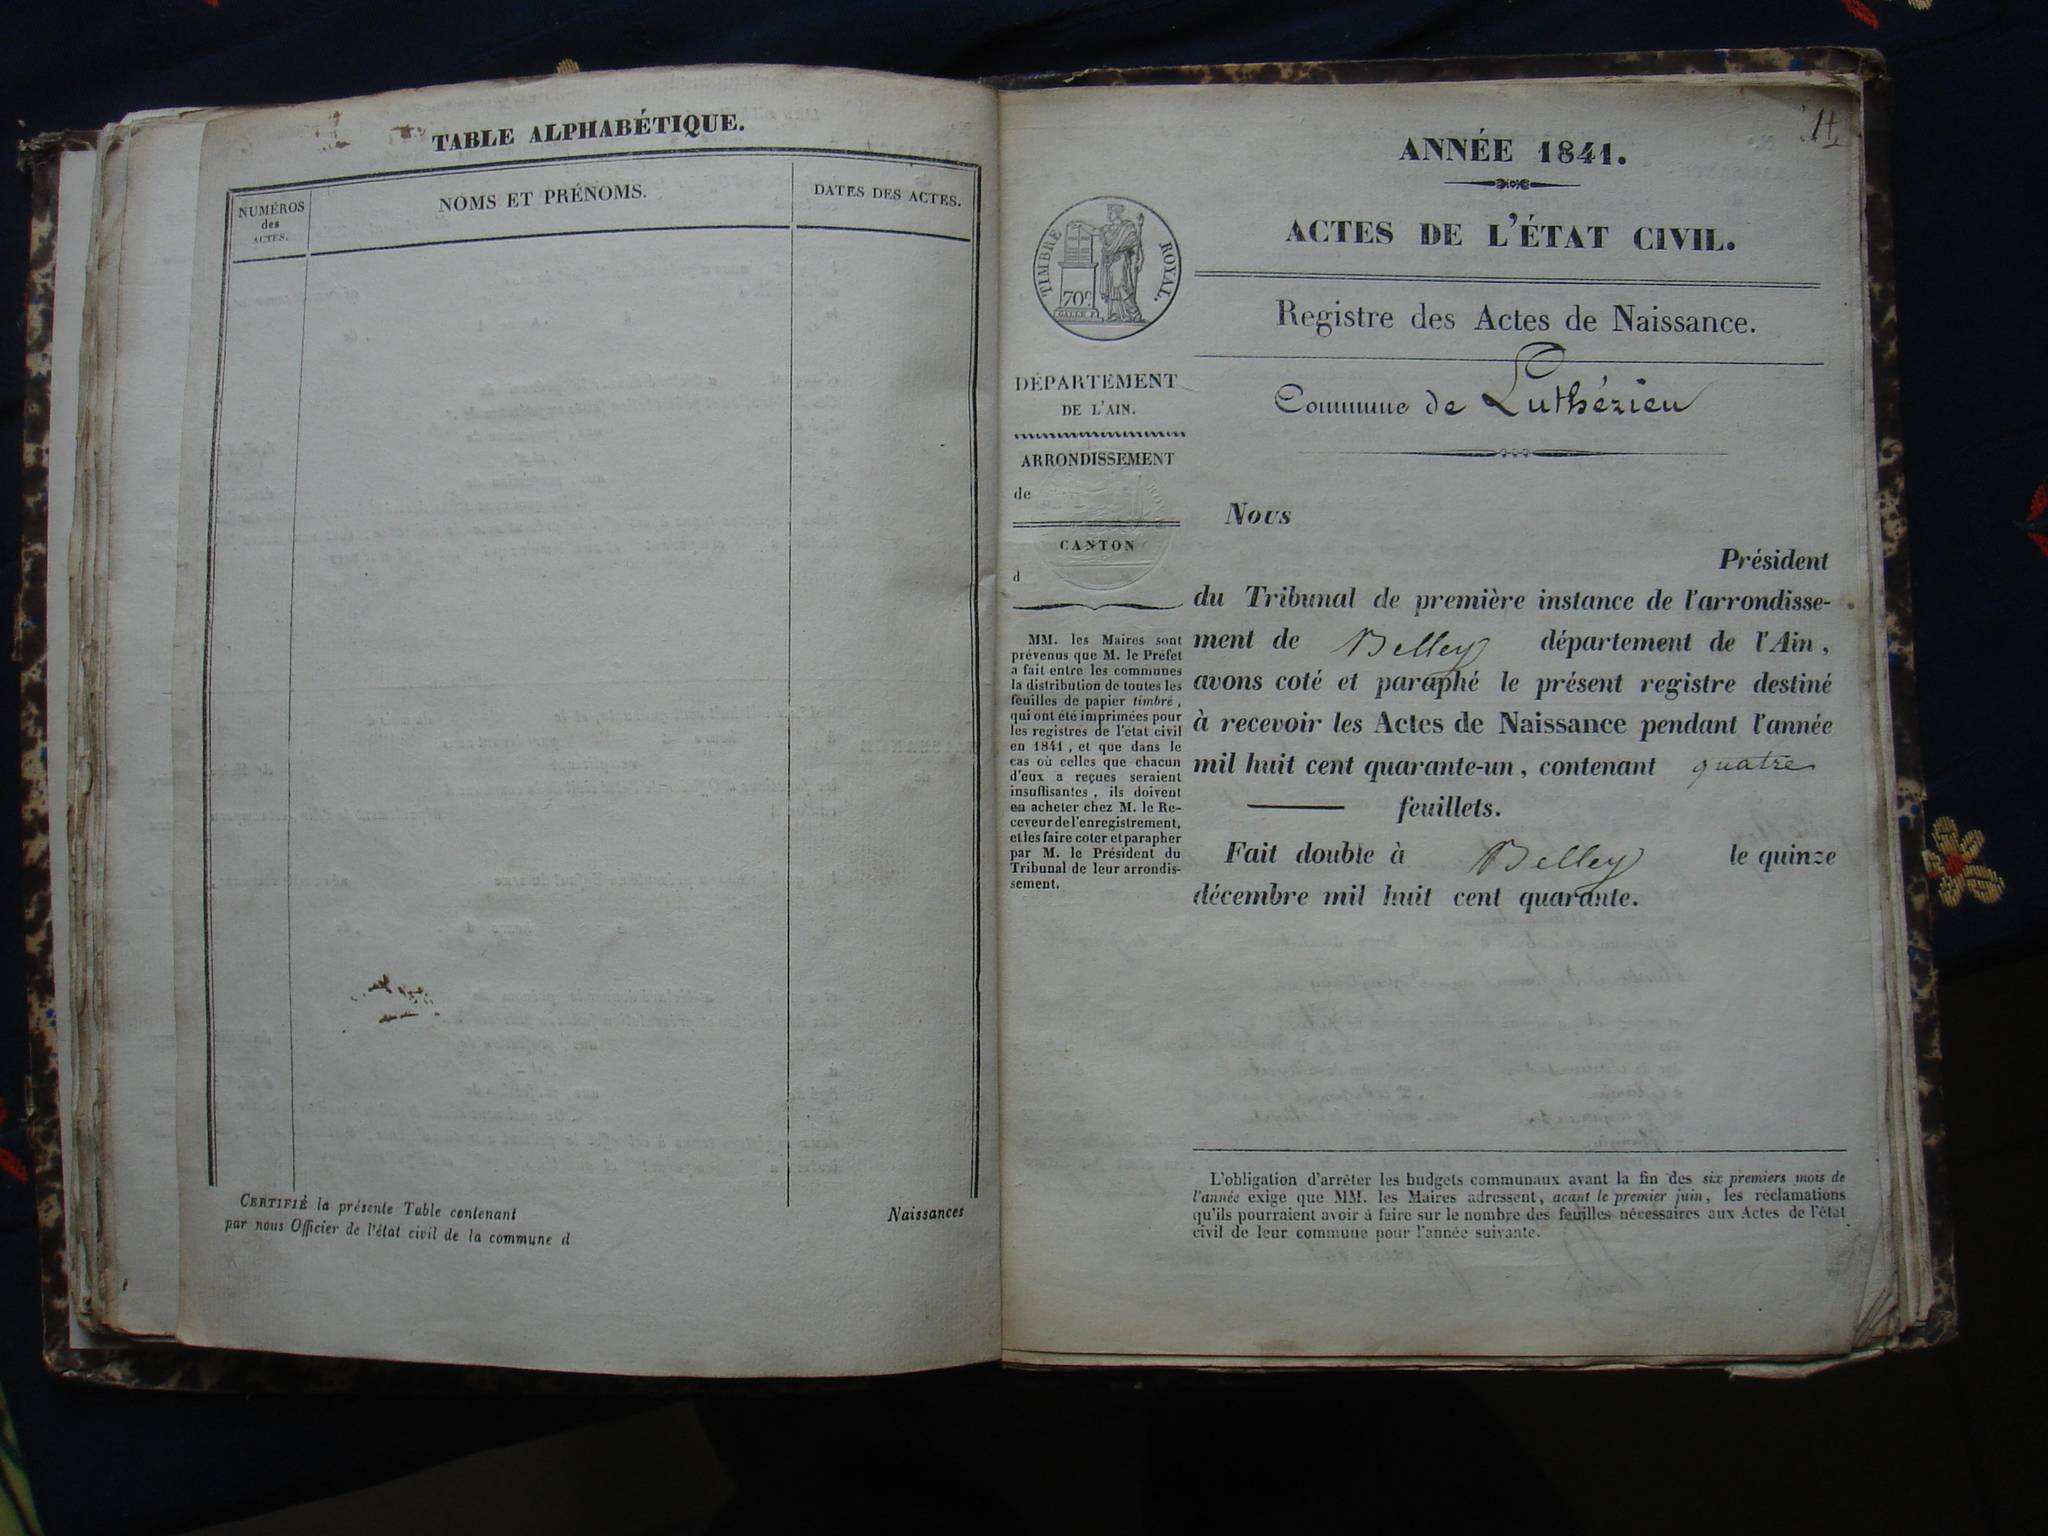 TABLE ALPHABÉTIQUE.
NUMÉROS
des
ACTES.
NOMS ET PRÉNOMS.
DATES DES ACTES.
CERTIFIÉ la présente Table contenant
Naissances
par nous Officier de l'état civil de la commune d
ANNÉE 1841.
ACTES DE L'ÉTAT CIVIL.
TIMBRE ROYAL.
70c
Registre des Actes de Naissance.
Commune de Luthézieu
DÉPARTEMENT
DE L'AIN.
ARRONDISSEMENT
de
CANTON
d
MM. les Maires sont
prévenus que M. le Préfet
a fait entre les communes
la distribution de toutes les
feuilles de papier timbré,
qui ont été imprimées pour
les registres de l'état civil
en 1841, et que dans le
cas où celles que chacun
d'eux a reçues seraient
insuffisantes, ils doivent
en acheter chez M. le Re-
ceveur de l'enregistrement,
et les faire coter et parapher
par M. le Président du
Tribunal de leur arrondis-
sement.
Nous
Président
du Tribunal de première instance de l'arrondisse-
ment de Belley département de l'Ain,
avons coté et paraphé le présent registre destiné
à recevoir les Actes de Naissance pendant l'année
mil huit cent quarante-un, contenant quatre
feuillets.
Fait double à Belley le quinze
décembre mil huit cent quarante.
L'obligation d'arrêter les budgets communaux avant la fin des six premiers mois de
l'année exige que MM. les Maires adressent, avant le premier juin, les réclamations
qu'ils pourraient avoir à faire sur le nombre des feuilles nécessaires aux Actes de l'état
civil de leur commune pour l'année suivante.